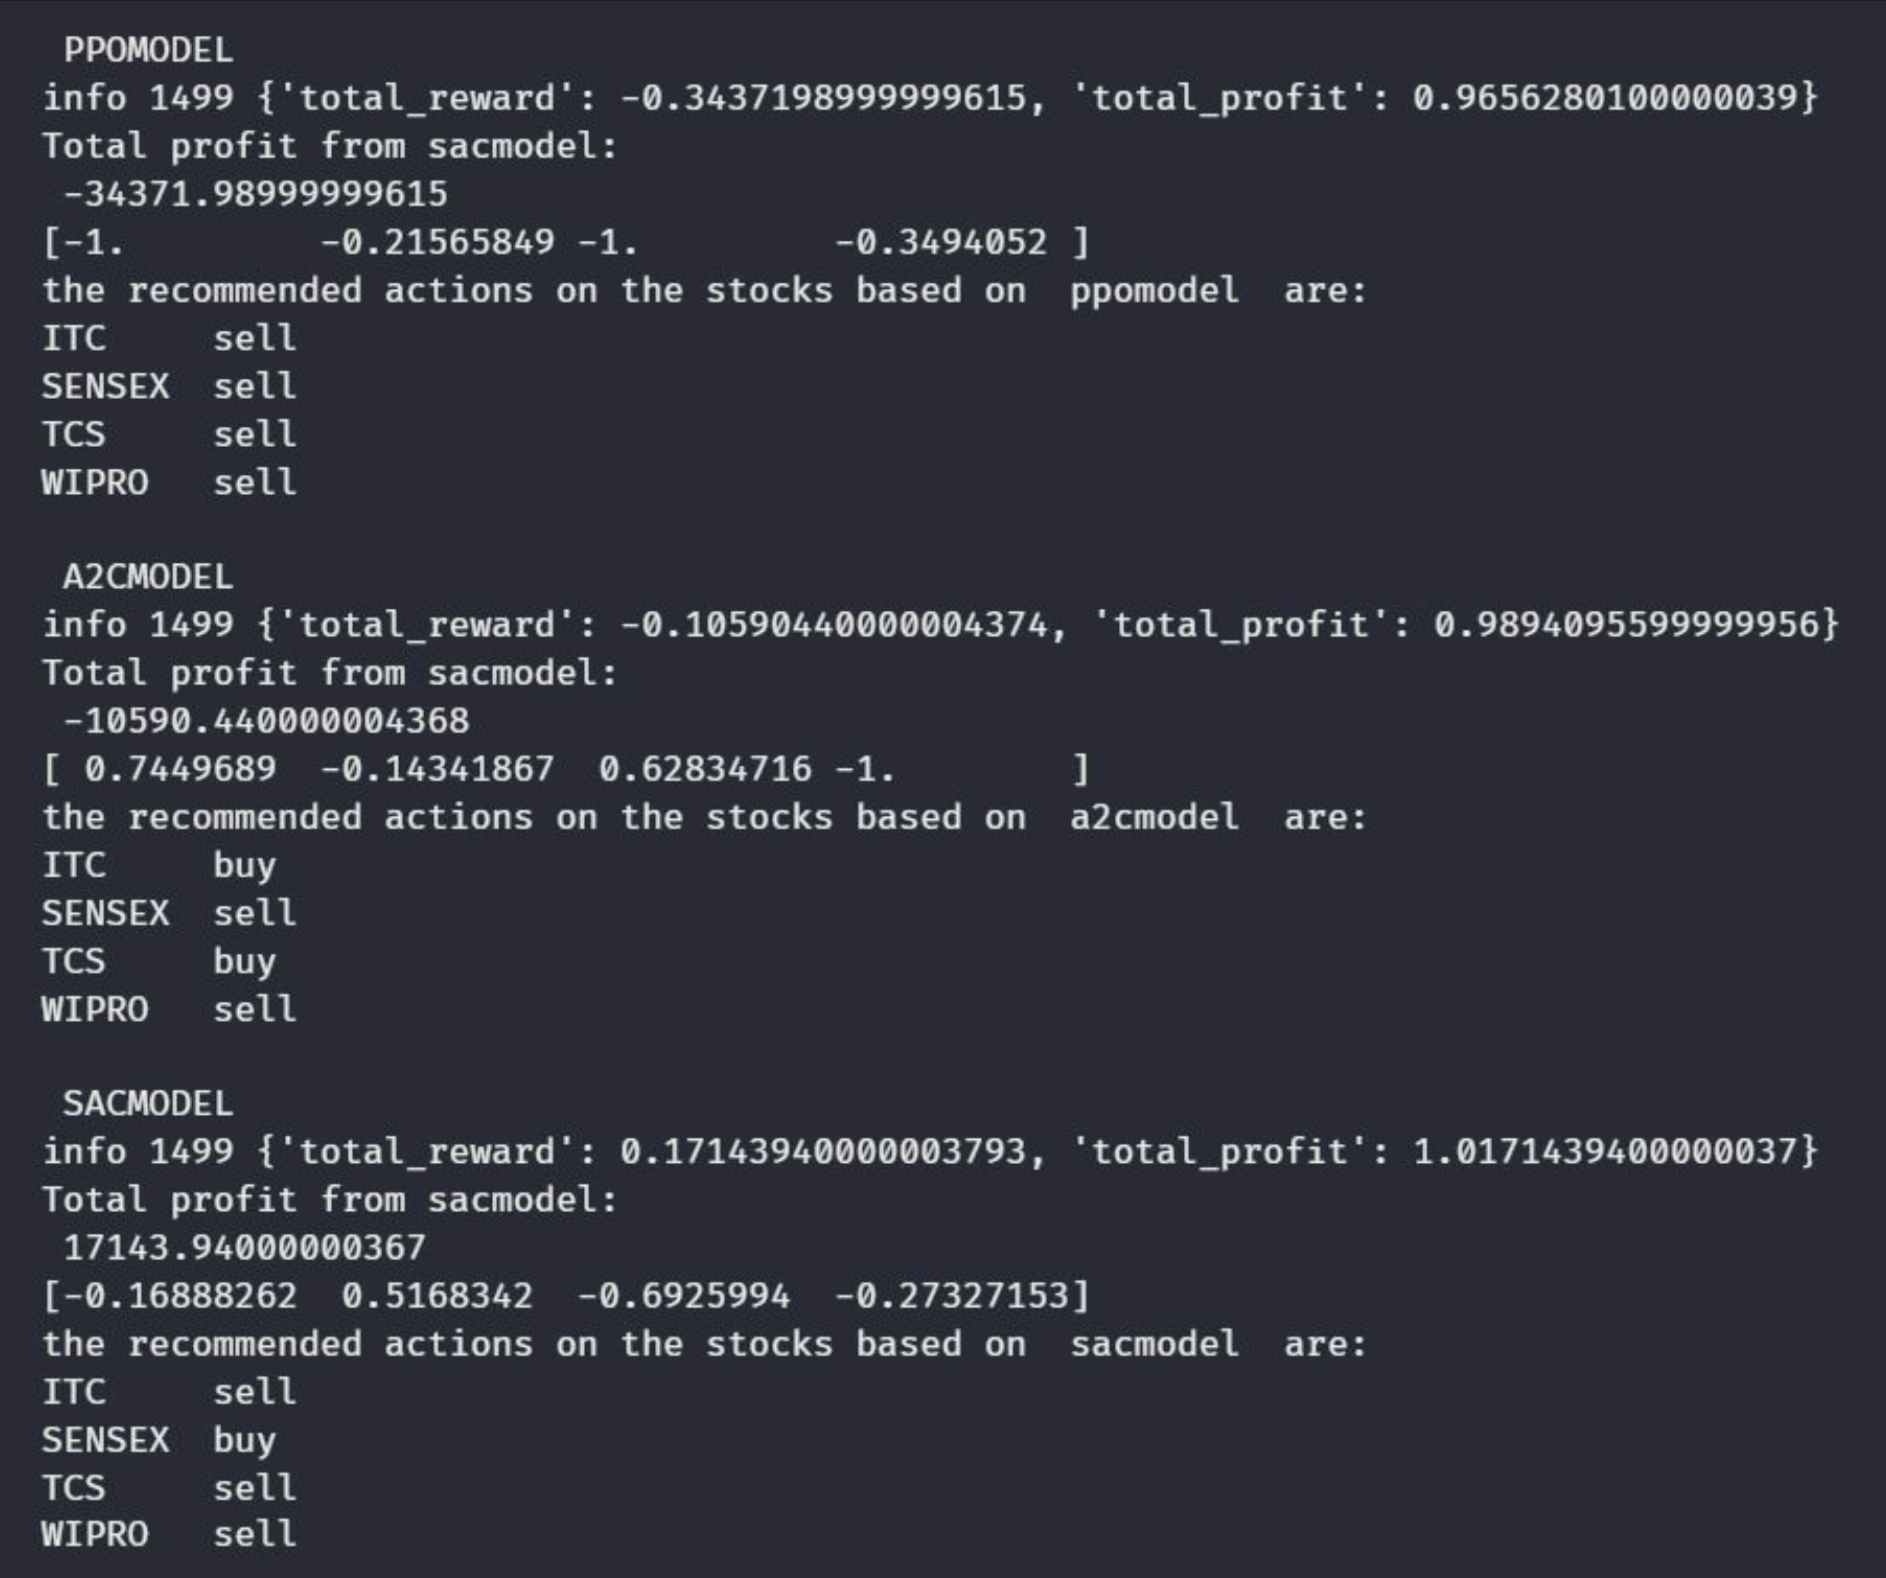 PPOMODEL
info 1499 {'total_reward': -0.3437198999999615, 'total_profit': 0.9656280100000039}
Total profit from sacmodel:
-34371.98999999615
[-1.         -0.21565849 -1.         -0.3494052 ]
the recommended actions on the stocks based on  ppomodel  are:
ITC     sell
SENSEX  sell
TCS     sell
WIPRO   sell
A2CMODEL
info 1499 {'total_reward': -0.10590440000004374, 'total_profit': 0.9894095599999956}
Total profit from sacmodel:
-10590.440000004368
[ 0.7449689  -0.14341867  0.62834716 -1.        ]
the recommended actions on the stocks based on  a2cmodel  are:
ITC     buy
SENSEX  sell
TCS     buy
WIPRO   sell
SACMODEL
info 1499 {'total_reward': 0.17143940000003793, 'total_profit': 1.0171439400000037}
Total profit from sacmodel:
17143.94000000367
[-0.16888262  0.5168342  -0.6925994  -0.27327153]
the recommended actions on the stocks based on  sacmodel  are:
ITC     sell
SENSEX  buy
TCS     sell
WIPRO   sell